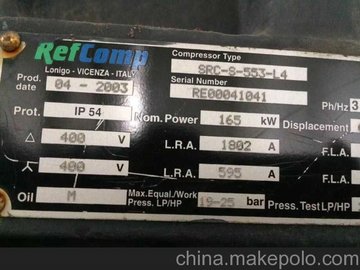 RefComp
Lonigo - VICENZA - ITALY
Compressor Type
SRC-S-553-L4
Prod. date 04 - 2003
Serial Number
RE00041041
Ph/Hz 3
Prot. IP 54
Nom. Power 165 kW
Displacement
△ 400 V
L.R.A. 1802 A
F.L.A.
400 V
L.R.A. 595 A
F.L.A.
Oil M
Max.Equal./Work Press. LP/HP 19-25 bar
Press. Test LP/HP
china.makepolo.com